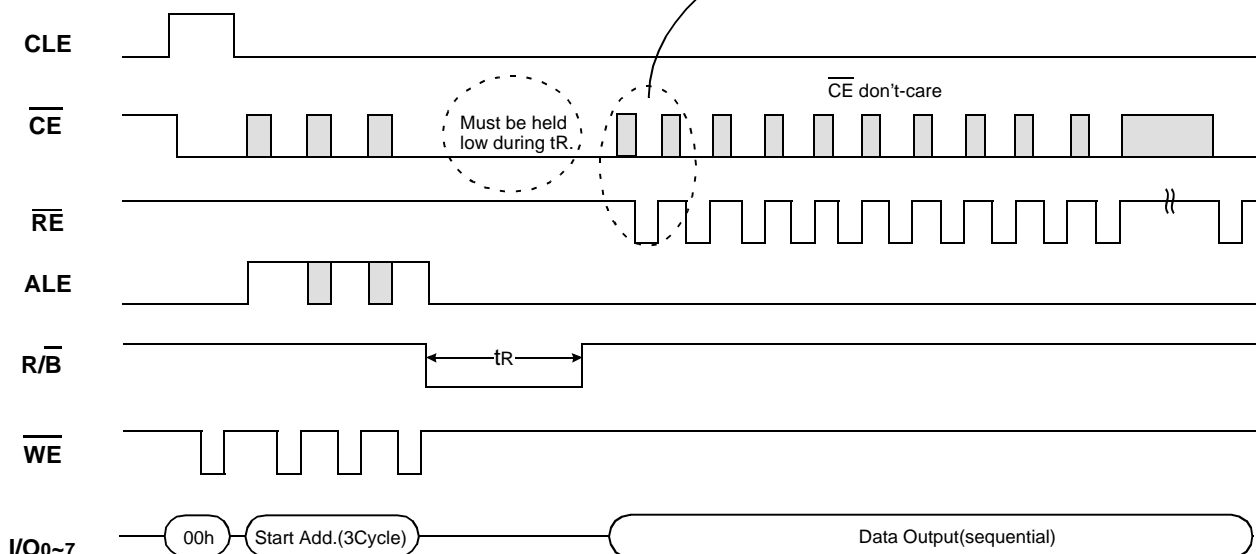 CLE
CE don't-care
CE
Must be held
low during tR.
RE
ALE
R/B
tR
WE
I/O0~7
00h
Start Add.(3Cycle)
Data Output(sequential)